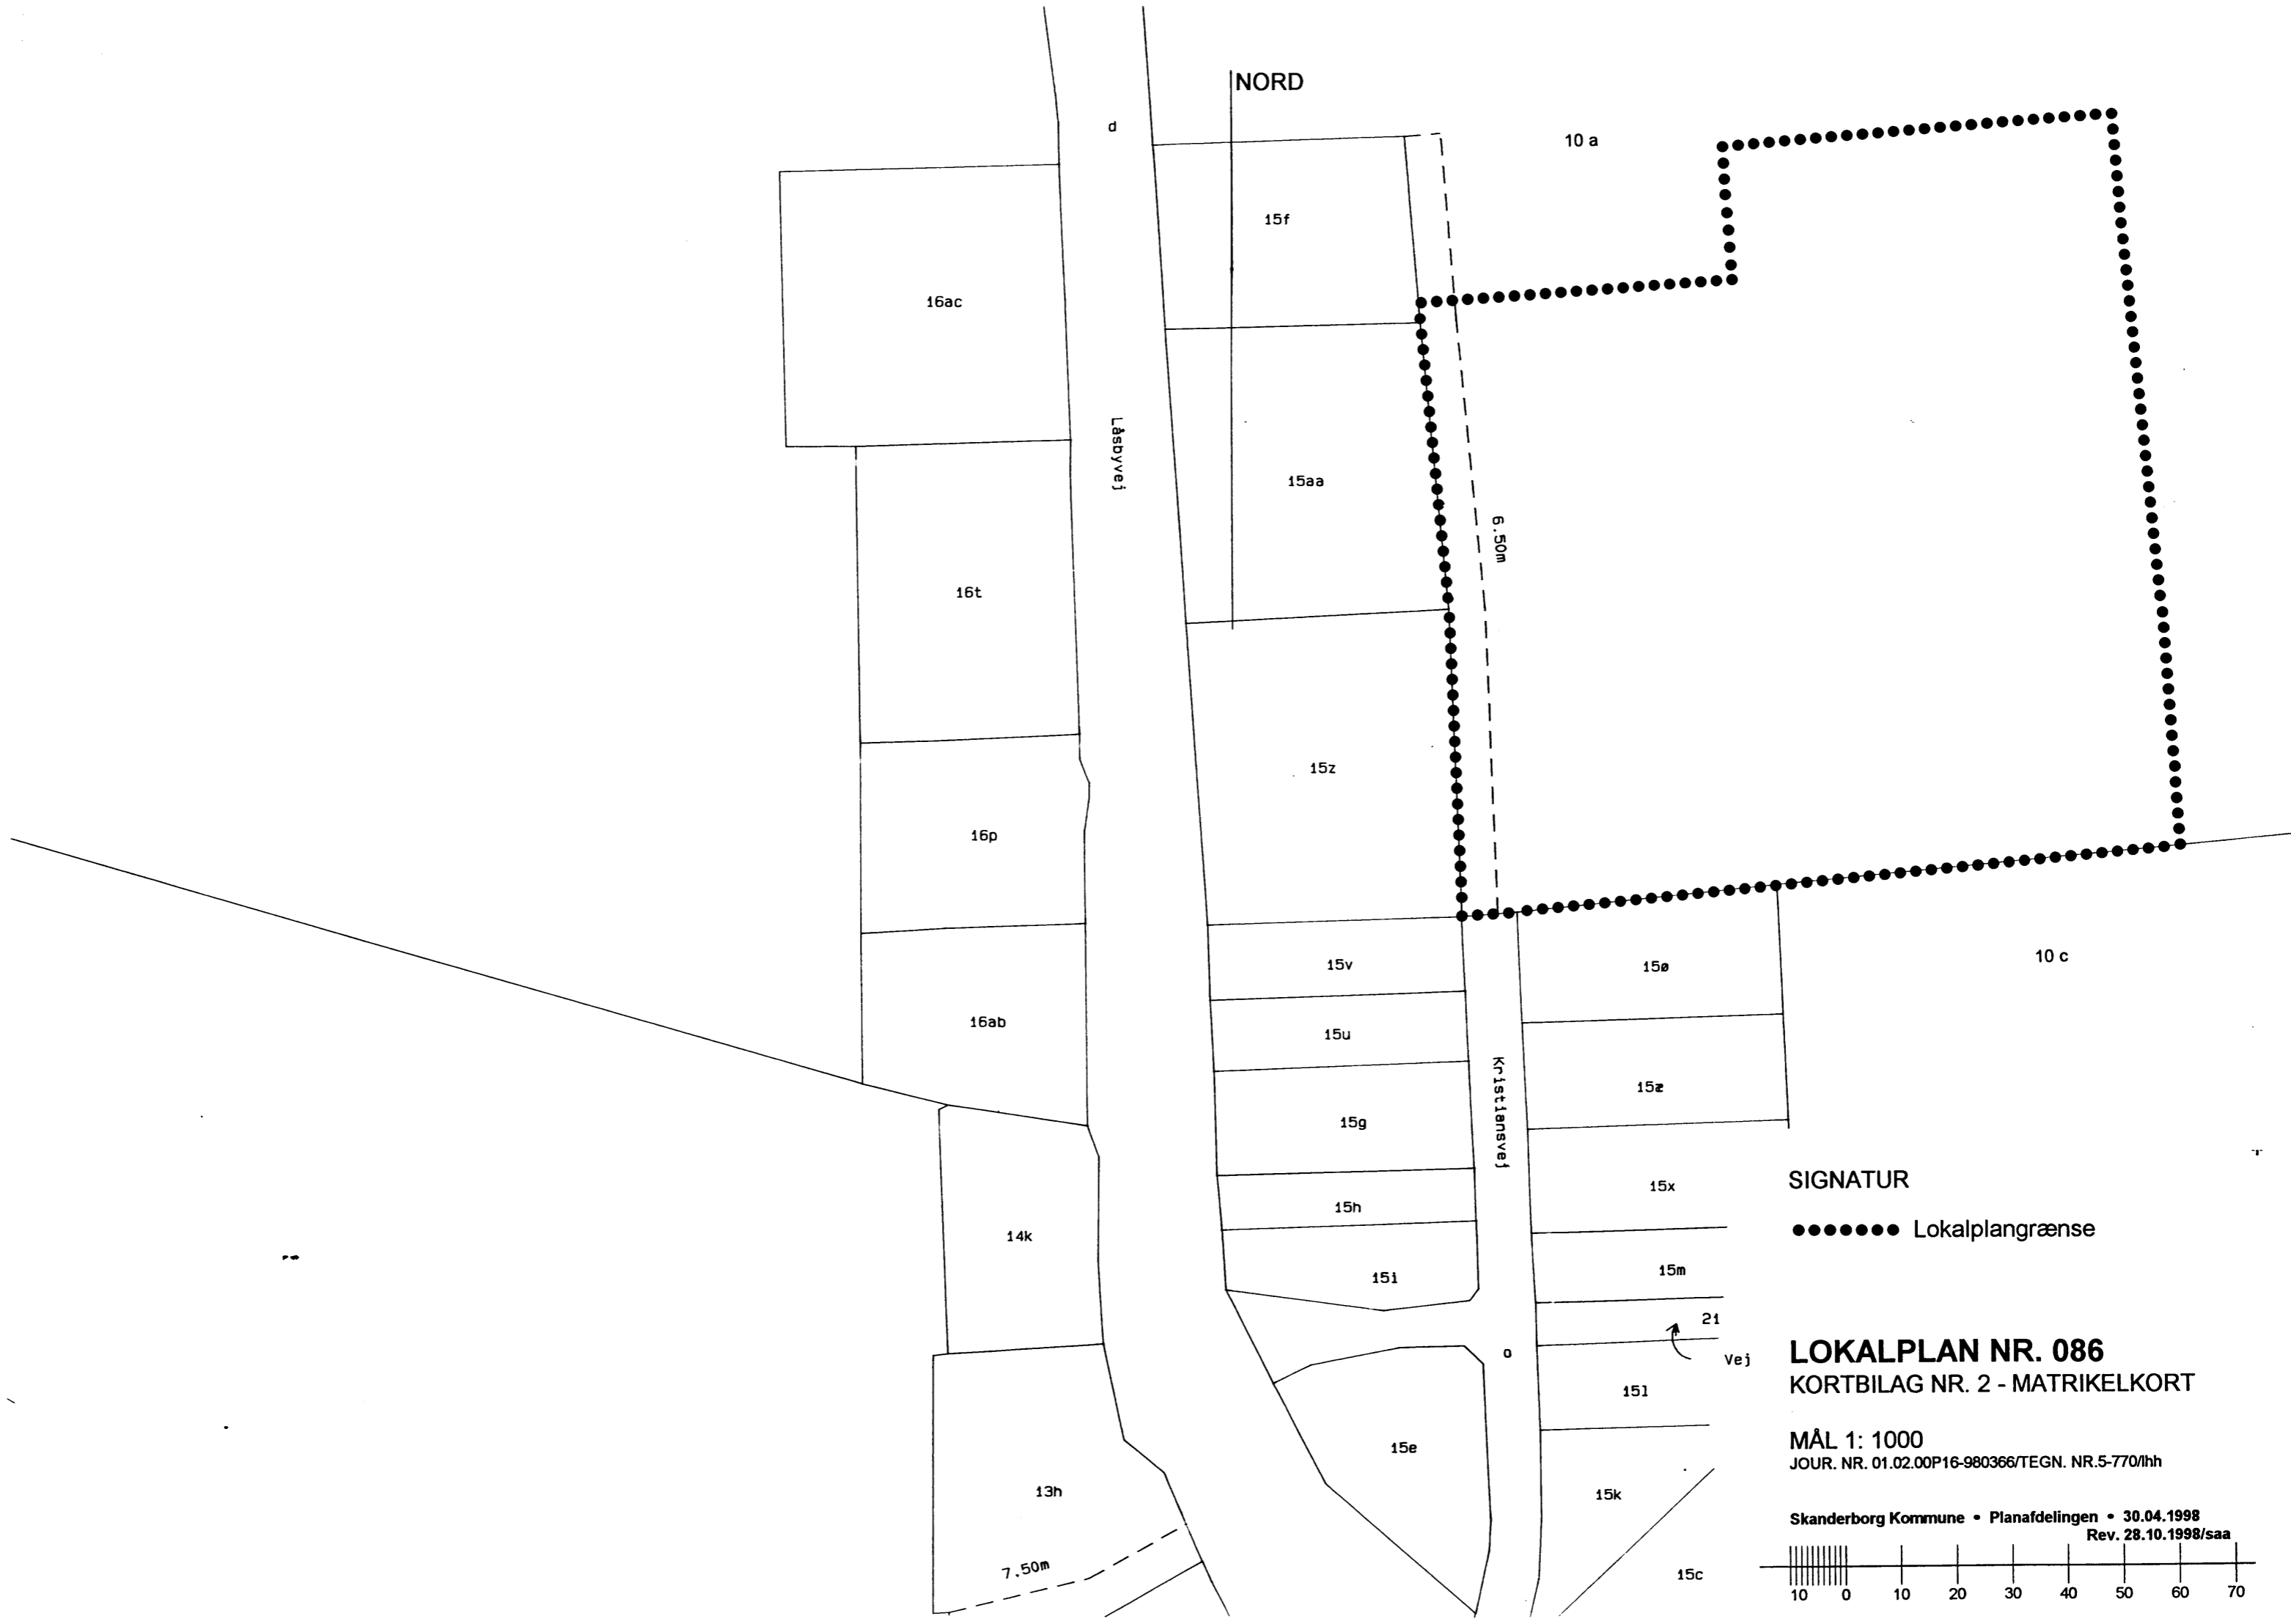 NORD
d
10 a
15f
16ac
Låsbyvej
15aa
6.50m
16t
15z
16p
15v
15ø
10 c
16ab
15u
Kristiansvej
15æ
15g
15x
15h
14k
15i
15m
21
Vej
o
15l
15e
13h
15k
7.50m
15c
SIGNATUR
Lokalplangrænse
LOKALPLAN NR. 086
KORTBILAG NR. 2 - MATRIKELKORT
MÅL 1: 1000
JOUR. NR. 01.02.00P16-980366/TEGN. NR.5-770/lhh
Skanderborg Kommune • Planafdelingen • 30.04.1998
Rev. 28.10.1998/saa
10 0 10 20 30 40 50 60 70